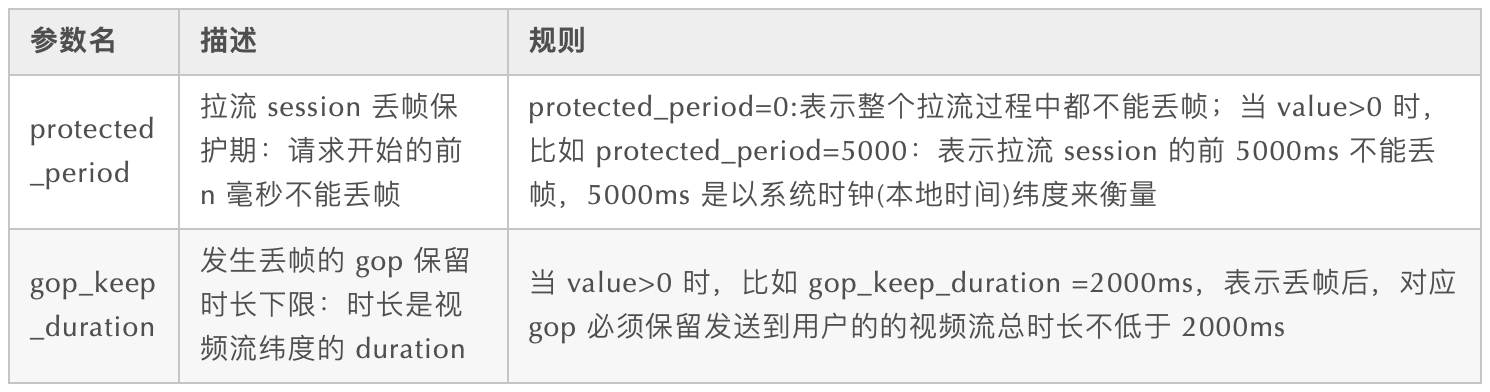 参数名
描述
规则
protected
_period
拉流 session 丢帧保
护期：请求开始的前
n 毫秒不能丢帧
protected_period=0:表示整个拉流过程中都不能丢帧；当 value>0 时，
比如 protected_period=5000：表示拉流 session 的前 5000ms 不能丢
帧，5000ms 是以系统时钟(本地时间)纬度来衡量
gop_keep
_duration
发生丢帧的 gop 保留
时长下限：时长是视
频流纬度的 duration
当 value>0 时，比如 gop_keep_duration =2000ms，表示丢帧后，对应
gop 必须保留发送到用户的的视频流总时长不低于 2000ms